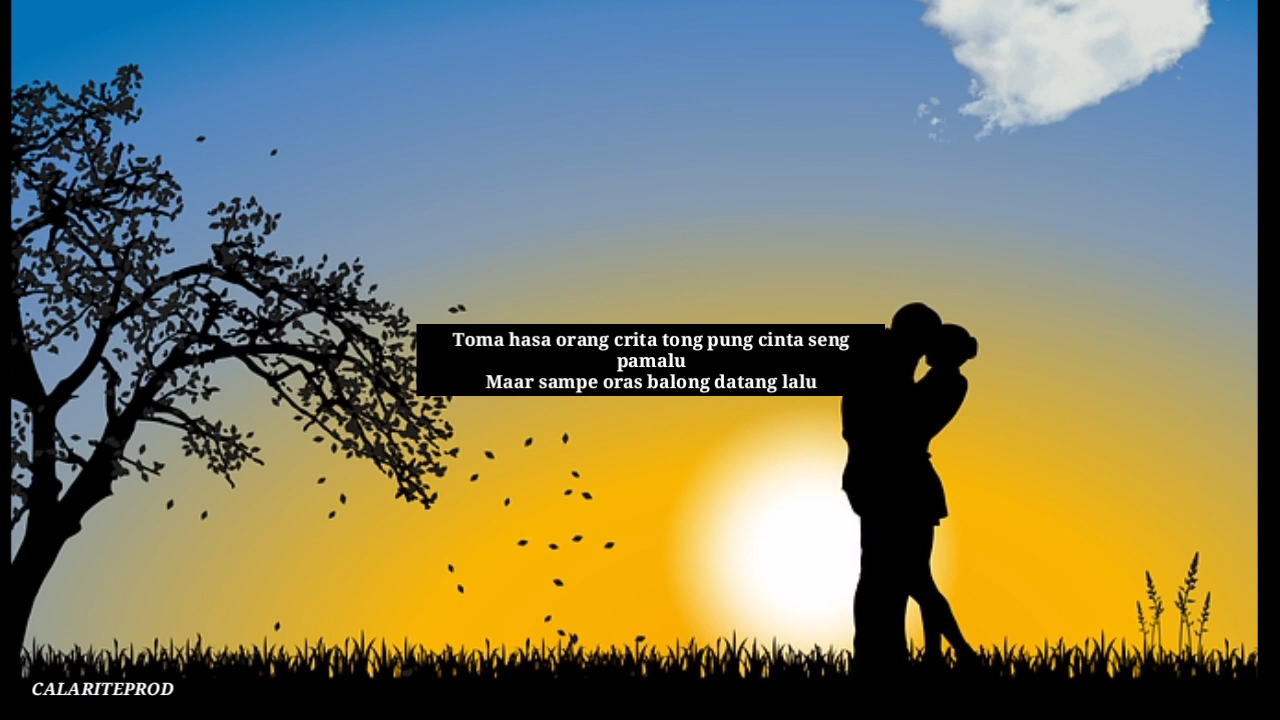 Toma hasa orang crita tong pung cinta seng
pamalu
Maar sampe oras balong datang lalu
CALARITEPROD